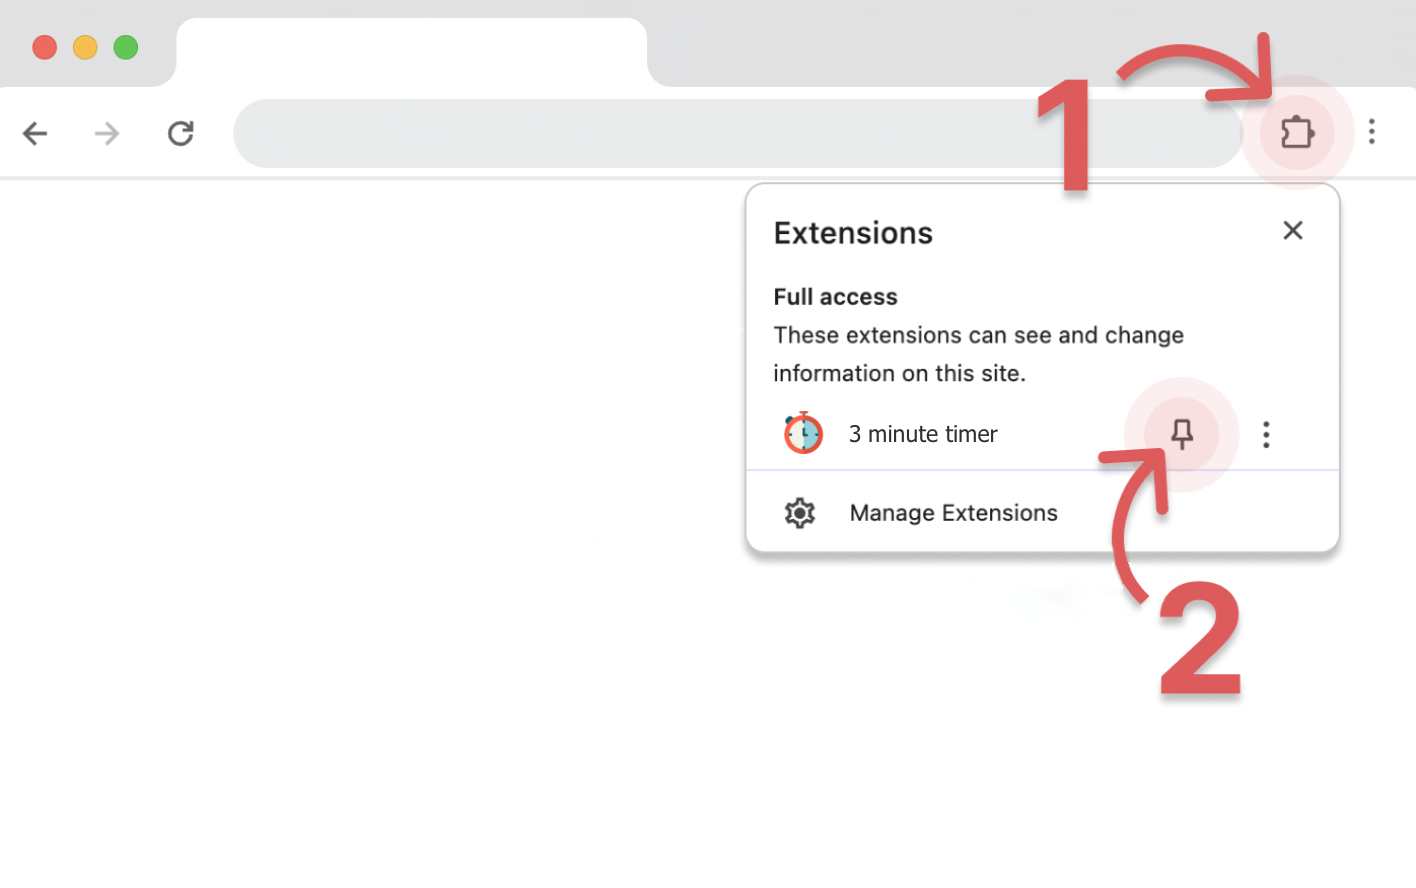 1
Extensions
Full access
These extensions can see and change
information on this site.
3 minute timer
Manage Extensions
2